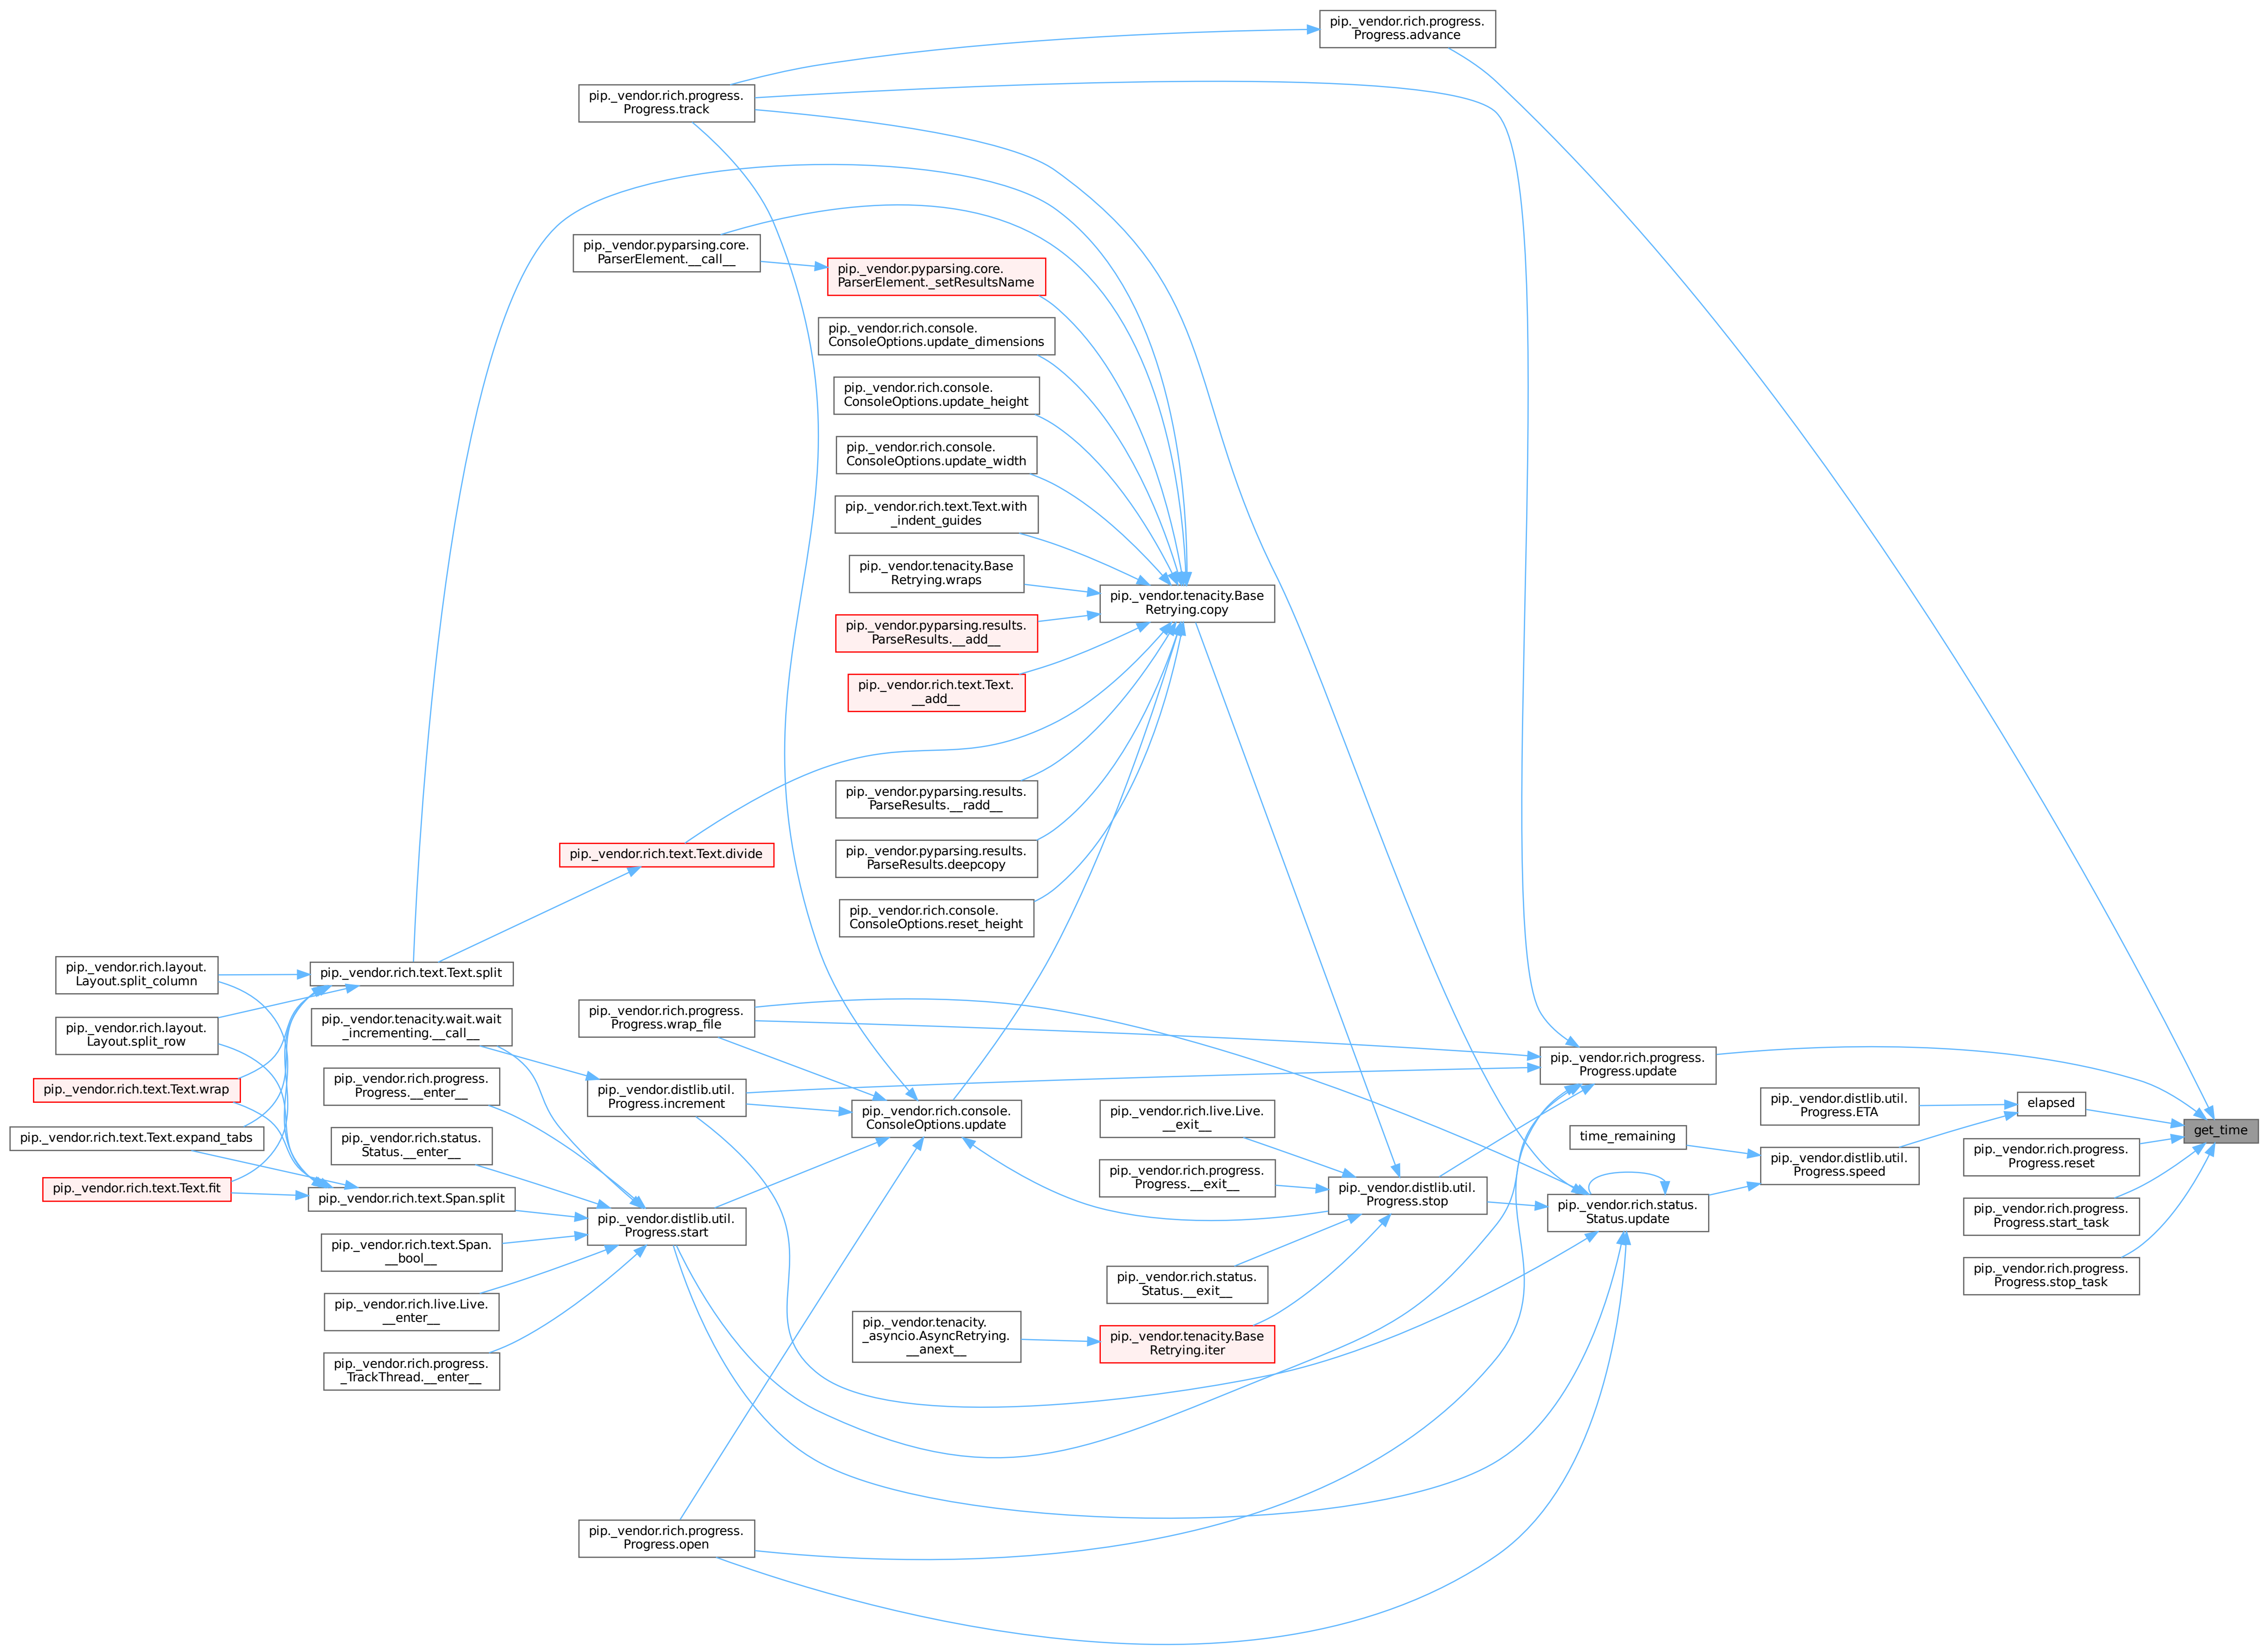 pip._vendor.rich.progress.
Progress.advance
pip._vendor.rich.progress.
Progress.track
pip._vendor.pyparsing.core.
ParserElement.__call__
pip._vendor.pyparsing.core.
ParserElement._setResultsName
pip._vendor.rich.console.
ConsoleOptions.update_dimensions
pip._vendor.rich.console.
ConsoleOptions.update_height
pip._vendor.rich.console.
ConsoleOptions.update_width
pip._vendor.rich.text.Text.with
_indent_guides
pip._vendor.tenacity.Base
Retrying.wraps
pip._vendor.tenacity.Base
Retrying.copy
pip._vendor.pyparsing.results.
ParseResults.__add__
pip._vendor.rich.text.Text.
__add__
pip._vendor.pyparsing.results.
ParseResults.__radd__
pip._vendor.rich.text.Text.divide
pip._vendor.pyparsing.results.
ParseResults.deepcopy
pip._vendor.rich.console.
ConsoleOptions.reset_height
pip._vendor.rich.layout.
Layout.split_column
pip._vendor.rich.text.Text.split
pip._vendor.rich.layout.
Layout.split_row
pip._vendor.tenacity.wait.wait
_incrementing.__call__
pip._vendor.rich.progress.
Progress.wrap_file
pip._vendor.rich.progress.
Progress.update
pip._vendor.rich.text.Text.wrap
pip._vendor.rich.progress.
Progress.__enter__
pip._vendor.distlib.util.
Progress.increment
pip._vendor.rich.console.
ConsoleOptions.update
pip._vendor.rich.live.Live.
__exit__
pip._vendor.distlib.util.
Progress.ETA
elapsed
get_time
pip._vendor.rich.text.Text.expand_tabs
pip._vendor.rich.status.
Status.__enter__
time_remaining
pip._vendor.distlib.util.
Progress.speed
pip._vendor.rich.progress.
Progress.reset
pip._vendor.rich.text.Text.fit
pip._vendor.rich.text.Span.split
pip._vendor.distlib.util.
Progress.start
pip._vendor.rich.progress.
Progress.__exit__
pip._vendor.distlib.util.
Progress.stop
pip._vendor.rich.status.
Status.update
pip._vendor.rich.progress.
Progress.start_task
pip._vendor.rich.text.Span.
__bool__
pip._vendor.rich.status.
Status.__exit__
pip._vendor.rich.progress.
Progress.stop_task
pip._vendor.rich.live.Live.
__enter__
pip._vendor.tenacity.
_asyncio.AsyncRetrying.
__anext__
pip._vendor.tenacity.Base
Retrying.iter
pip._vendor.rich.progress.
_TrackThread.__enter__
pip._vendor.rich.progress.
Progress.open